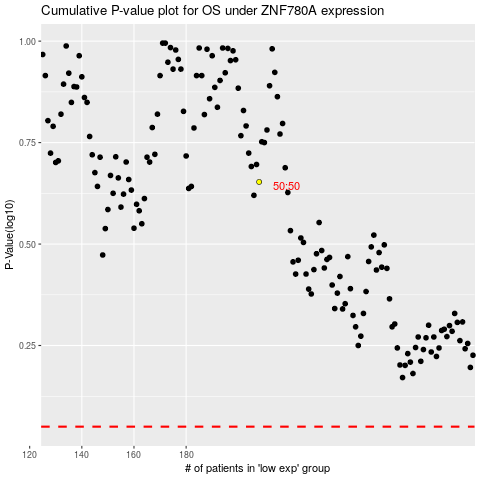 Cumulative P-value plot for OS under ZNF780A expression
P-Value(log10)
1.00
0.75
0.50
0.25
50:50
120 140 160 180
# of patients in 'low exp' group